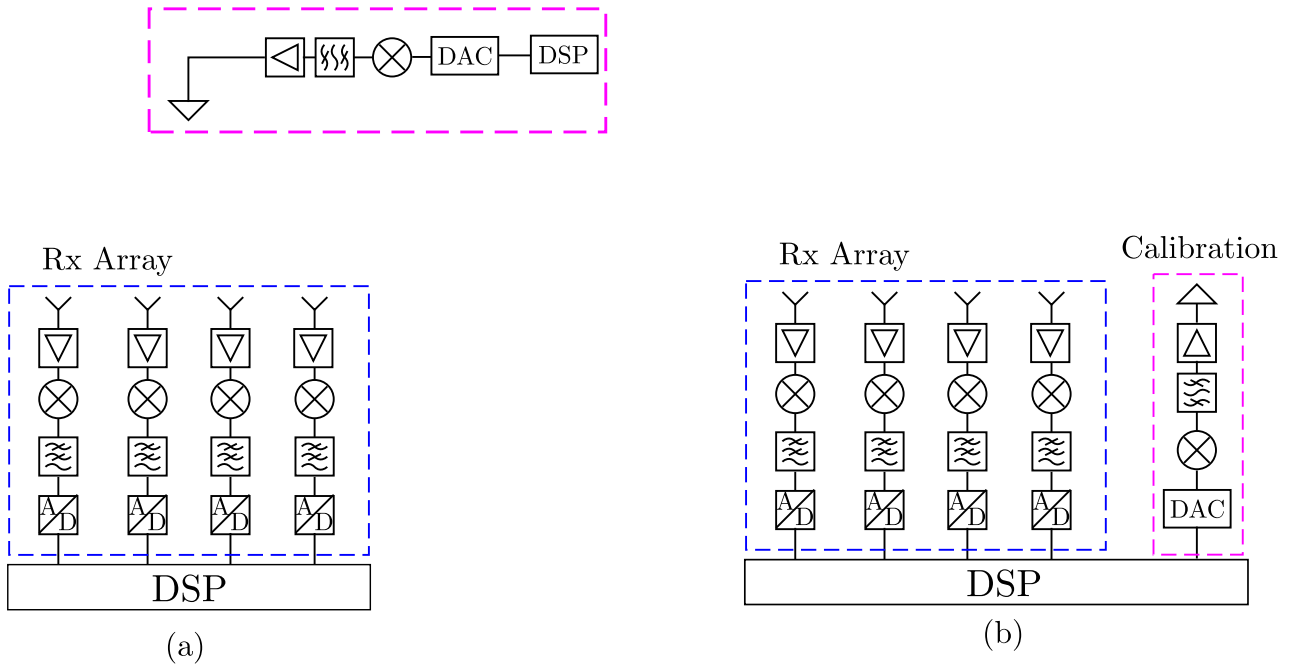 DAC DSP
Rx Array
A/D A/D A/D A/D
DSP
(a)
Rx Array
Calibration
A/D A/D A/D A/D
DAC
DSP
(b)